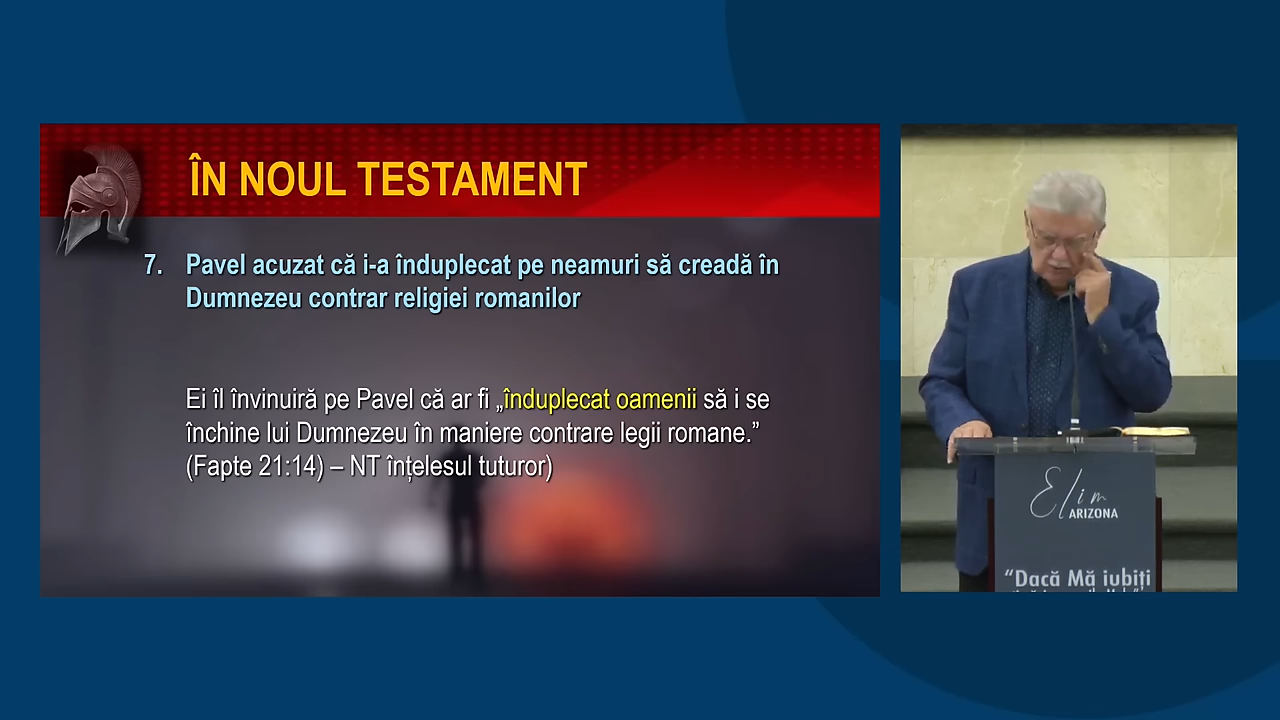 ÎN NOUL TESTAMENT
7. Pavel acuzat că i-a înduplecat pe neamuri să creadă în
Dumnezeu contrar religiei romanilor
Ei îl învinuiră pe Pavel că ar fi „înduplecat oamenii să i se
închine lui Dumnezeu în maniere contrare legii romane.”
(Fapte 21:14) – NT înțelesul tuturor)
Elim
ARIZONA
“Dacă Mă iubiți